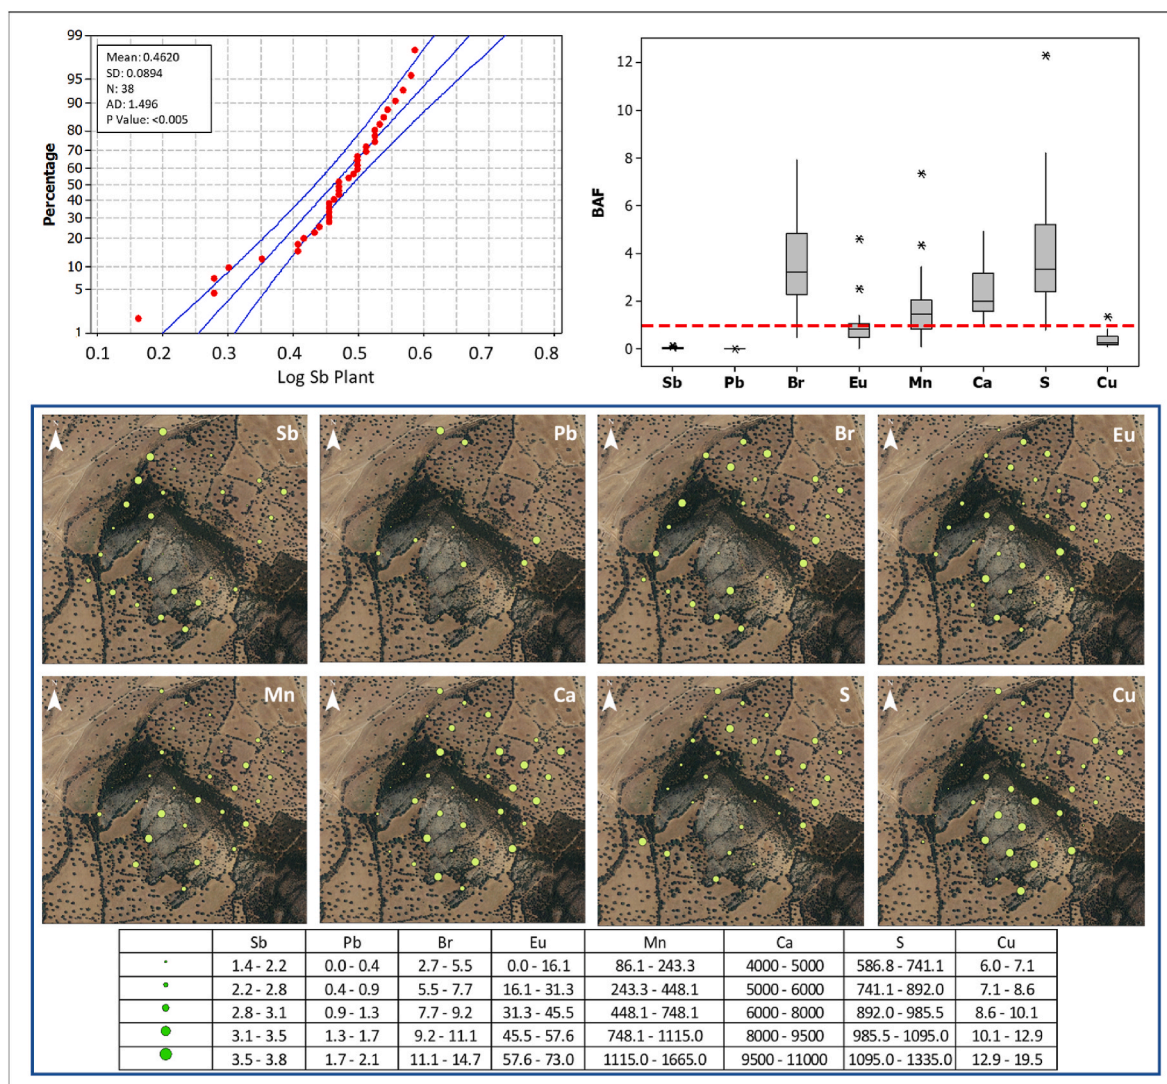 99
95
90
80
70
60
50
40
30
20
10
5
1
Percentage
Mean: 0.4620
SD: 0.0894
N: 38
AD: 1.496
P Value: <0.005
0.1 0.2 0.3 0.4 0.5 0.6 0.7 0.8
Log Sb Plant
12
10
8
6
4
2
0
BAF
Sb Pb Br Eu Mn Ca S Cu
Sb Pb Br Eu
Mn Ca S Cu
Sb Pb Br Eu Mn Ca S Cu
1.4 - 2.2 0.0 - 0.4 2.7 - 5.5 0.0 - 16.1 86.1 - 243.3 4000 - 5000 586.8 - 741.1 6.0 - 7.1
2.2 - 2.8 0.4 - 0.9 5.5 - 7.7 16.1 - 31.3 243.3 - 448.1 5000 - 6000 741.1 - 892.0 7.1 - 8.6
2.8 - 3.1 0.9 - 1.3 7.7 - 9.2 31.3 - 45.5 448.1 - 748.1 6000 - 8000 892.0 - 985.5 8.6 - 10.1
3.1 - 3.5 1.3 - 1.7 9.2 - 11.1 45.5 - 57.6 748.1 - 1115.0 8000 - 9500 985.5 - 1095.0 10.1 - 12.9
3.5 - 3.8 1.7 - 2.1 11.1 - 14.7 57.6 - 73.0 1115.0 - 1665.0 9500 - 11000 1095.0 - 1335.0 12.9 - 19.5